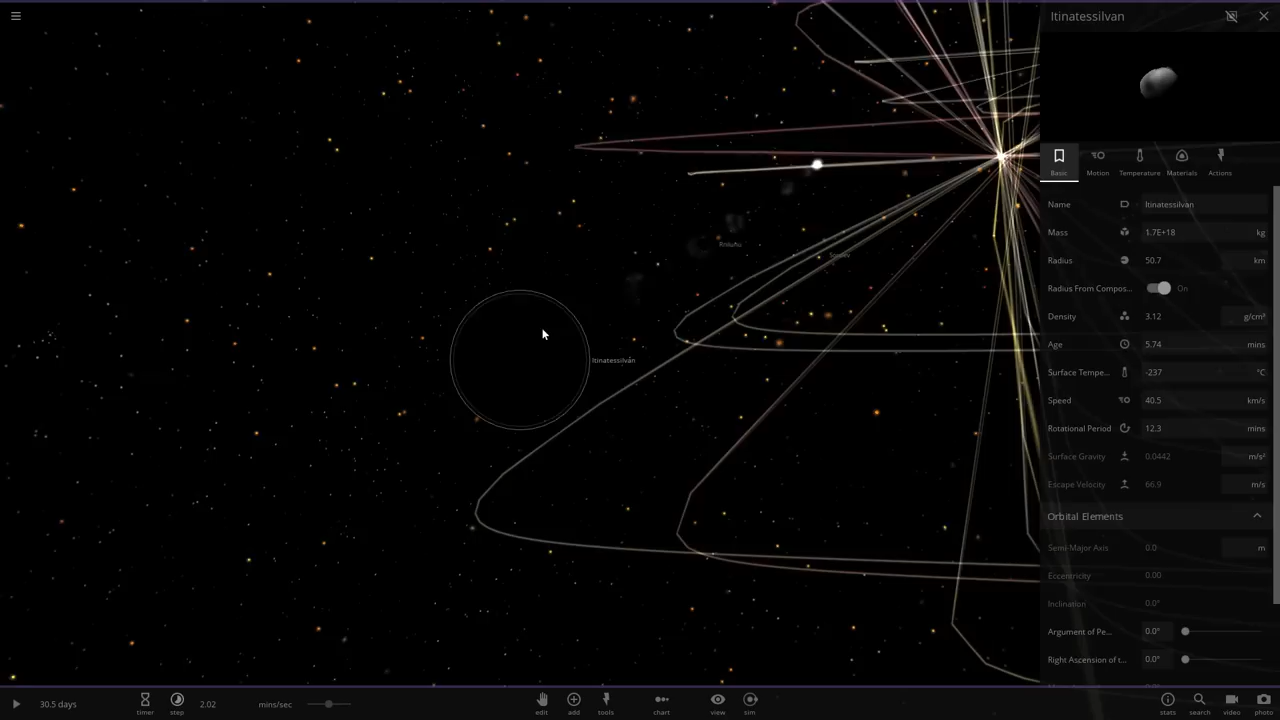 Itinatessilvan
Basic
Motion
Temperature
Materials
Actions
Name Itinatessilvan
Mass 1.7E+18 kg
Radius 50.7 km
Radius From Compos... On
Density 3.12 g/cm³
Age 5.74 mins
Surface Tempe... -237 °C
Speed 40.5 km/s
Rotational Period 12.3 mins
Surface Gravity 0.0442 m/s²
Escape Velocity 66.9 m/s
Orbital Elements
Semi-Major Axis 0.0 m
Eccentricity 0.00
Inclination 0.0°
Argument of Pe... 0.0°
Right Ascension of t... 0.0°
Itinatessilvan
30.5 days
timer
step
2.02 mins/sec
edit
add
tools
chart
view
sim
stats
search
video
photo